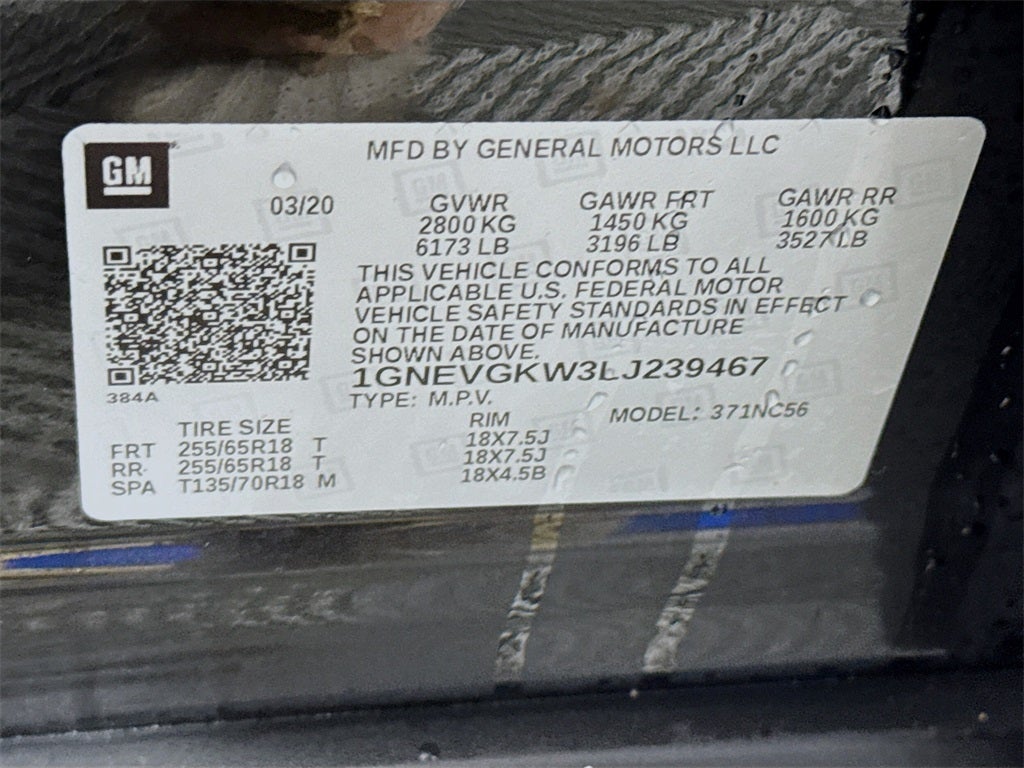 GM
MFD BY GENERAL MOTORS LLC
03/20
GVWR GAWR FRT GAWR RR
2800 KG 1450 KG 1600 KG
6173 LB 3196 LB 3527 LB
THIS VEHICLE CONFORMS TO ALL
APPLICABLE U.S. FEDERAL MOTOR
VEHICLE SAFETY STANDARDS IN EFFECT
ON THE DATE OF MANUFACTURE
SHOWN ABOVE.
1GNEVGKW3LJ239467
384A
TYPE: M.P.V. MODEL: 371NC56
TIRE SIZE RIM
FRT 255/65R18 T 18X7.5J
RR 255/65R18 T 18X7.5J
SPA T135/70R18 M 18X4.5B